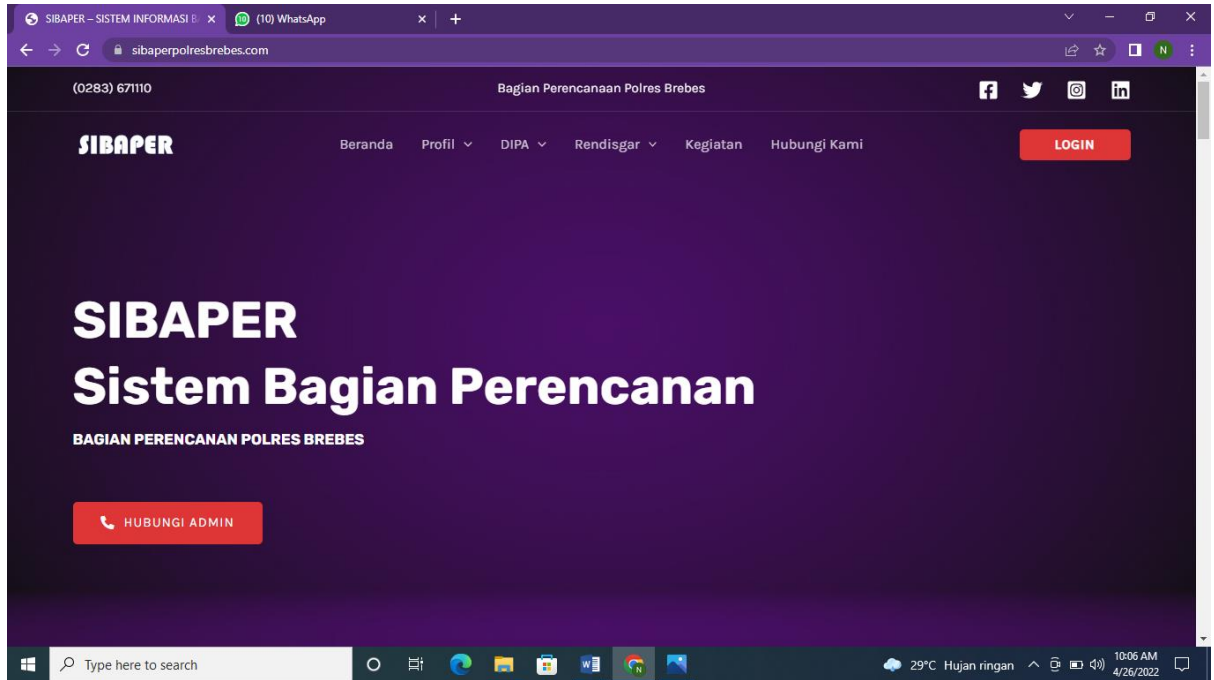 SIBAPER – SISTEM INFORMASI B
(10) WhatsApp
sibaperpolresbrebes.com
N
(0283) 671110
Bagian Perencanaan Polres Brebes
SIBAPER
Beranda Profil DIPA Rendisgar Kegiatan Hubungi Kami
LOGIN
SIBAPER
Sistem Bagian Perencanan
BAGIAN PERENCANAN POLRES BREBES
HUBUNGI ADMIN
Type here to search
29°C Hujan ringan
10:06 AM
4/26/2022